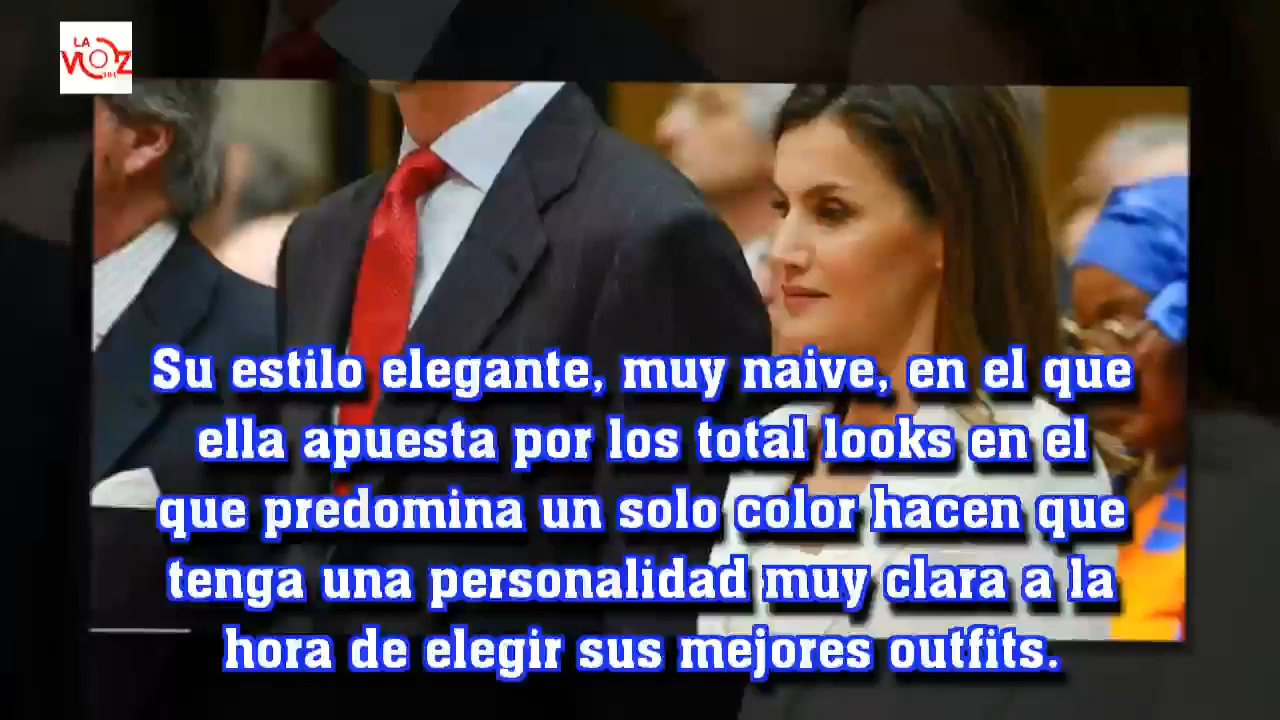 LA
VOZ
Su estilo elegante, muy naive, en el que
ella apuesta por los total looks en el
que predomina un solo color hacen que
tenga una personalidad muy clara a la
hora de elegir sus mejores outfits.